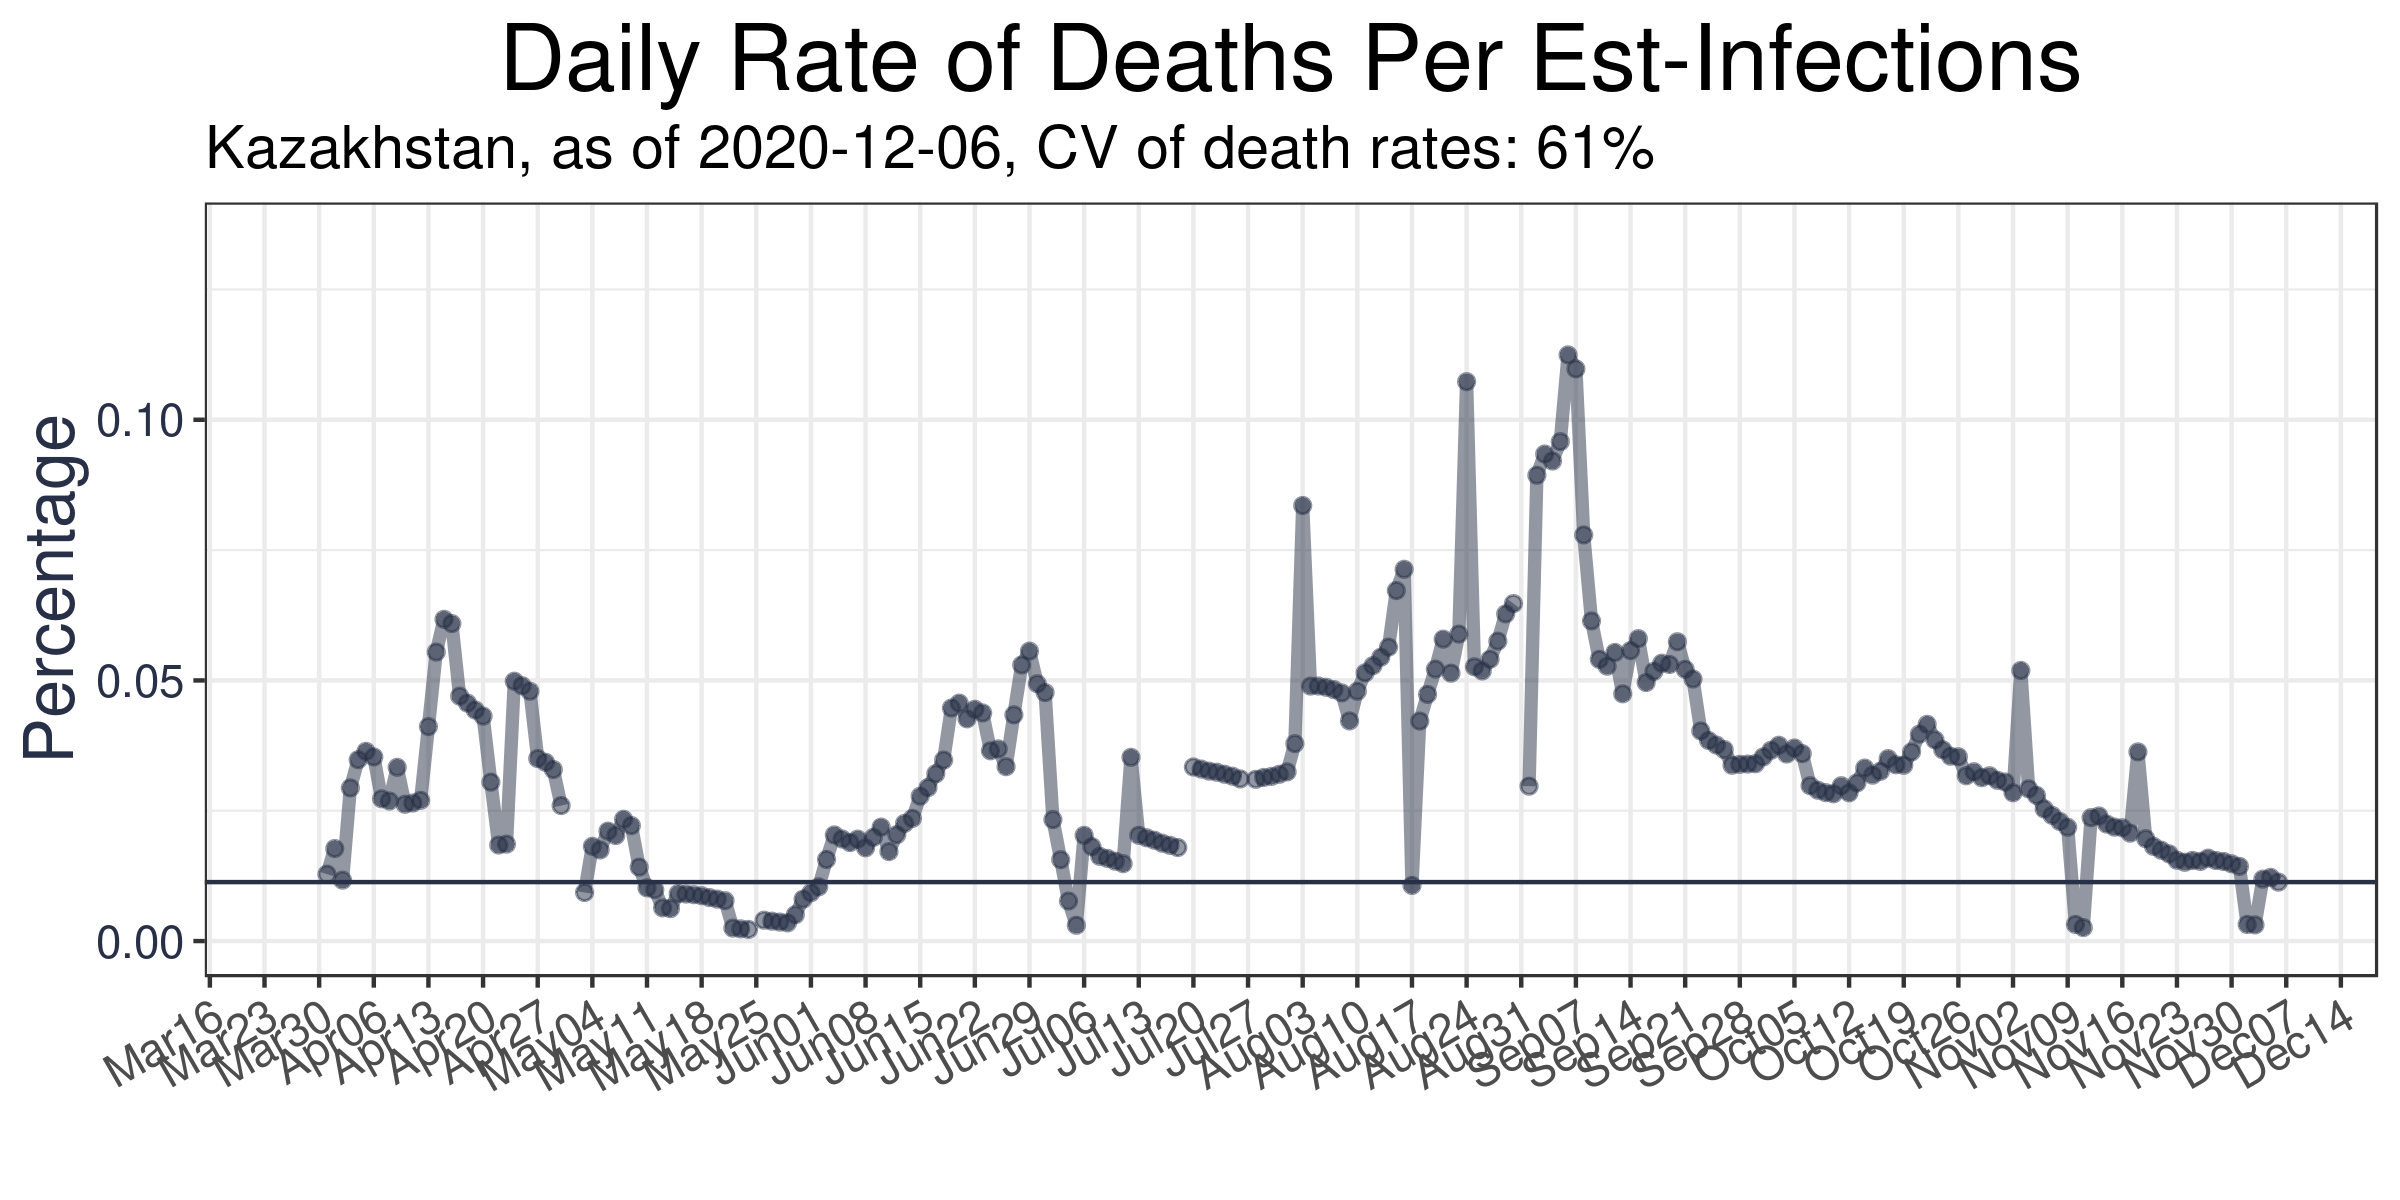 Daily Rate of Deaths Per Est-Infections
Kazakhstan, as of 2020-12-06, CV of death rates: 61%
Percentage
0.10
0.05
0.00
Mar16
Mar23
Mar30
Apr06
Apr13
Apr20
Apr27
May04
May11
May18
May25
Jun01
Jun08
Jun15
Jun22
Jun29
Jul06
Jul13
Jul20
Jul27
Aug03
Aug10
Aug17
Aug24
Aug31
Sep07
Sep14
Sep21
Sep28
Oct05
Oct12
Oct19
Oct26
Nov02
Nov09
Nov16
Nov23
Nov30
Dec07
Dec14